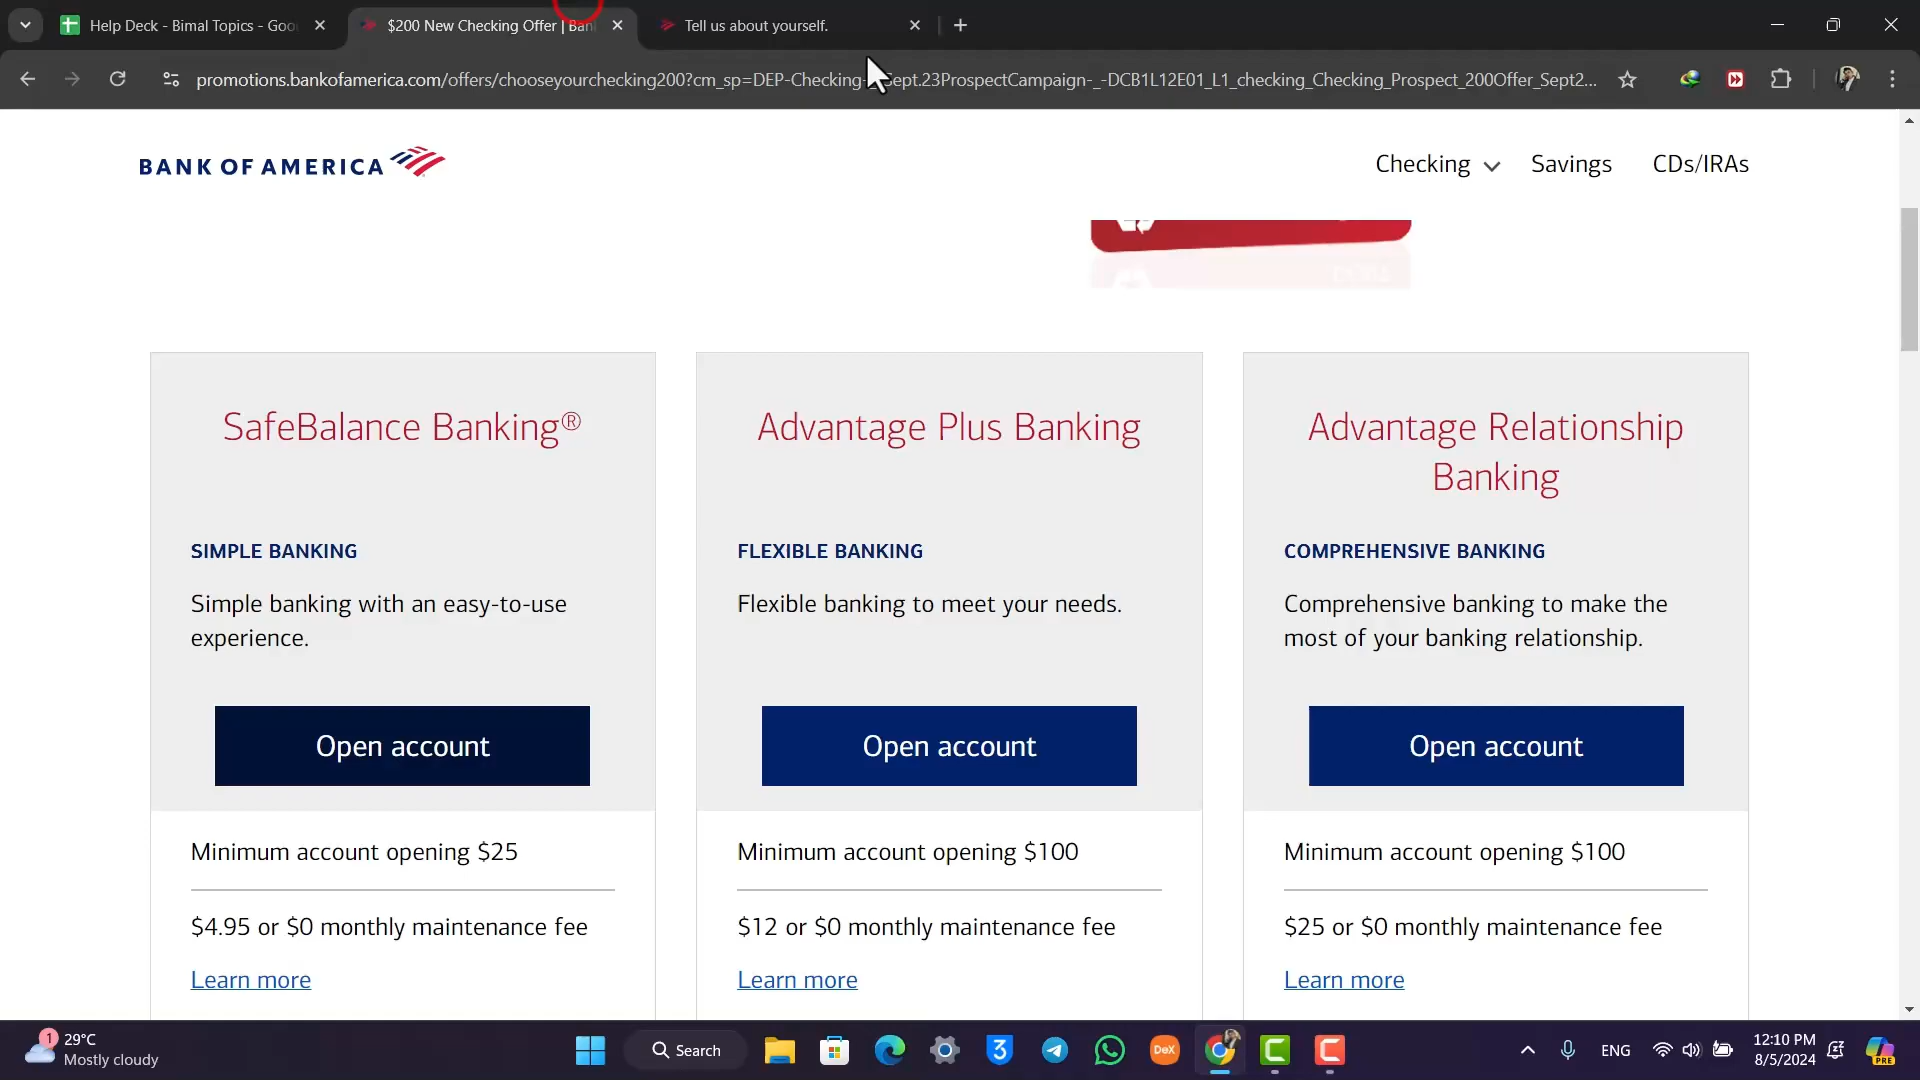 Help Deck - Bimal Topics - Goo
$200 New Checking Offer | Ban
Tell us about yourself.
promotions.bankofamerica.com/offers/chooseyourchecking200?cm_sp=DEP-Checking-_-Sept.23ProspectCampaign-_-DCB1L12E01_L1_checking_Checking_Prospect_200Offer_Sept2...
BANK OF AMERICA
Checking Savings CDs/IRAs
SafeBalance Banking®
SIMPLE BANKING
Simple banking with an easy-to-use
experience.
Open account
Minimum account opening $25
$4.95 or $0 monthly maintenance fee
Learn more
Advantage Plus Banking
FLEXIBLE BANKING
Flexible banking to meet your needs.
Open account
Minimum account opening $100
$12 or $0 monthly maintenance fee
Learn more
Advantage Relationship
Banking
COMPREHENSIVE BANKING
Comprehensive banking to make the
most of your banking relationship.
Open account
Minimum account opening $100
$25 or $0 monthly maintenance fee
Learn more
1
29°C
Mostly cloudy
Search
DeX
ENG
12:10 PM
8/5/2024
PRE